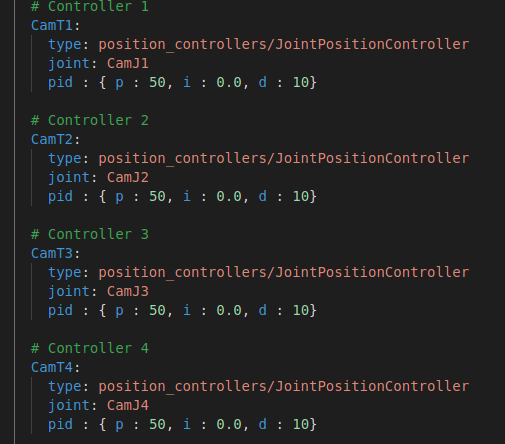 # Controller 1
CamT1:
type: position_controllers/JointPositionController
joint: CamJ1
pid : { p : 50, i : 0.0, d : 10}
# Controller 2
CamT2:
type: position_controllers/JointPositionController
joint: CamJ2
pid : { p : 50, i : 0.0, d : 10}
# Controller 3
CamT3:
type: position_controllers/JointPositionController
joint: CamJ3
pid : { p : 50, i : 0.0, d : 10}
# Controller 4
CamT4:
type: position_controllers/JointPositionController
joint: CamJ4
pid : { p : 50, i : 0.0, d : 10}